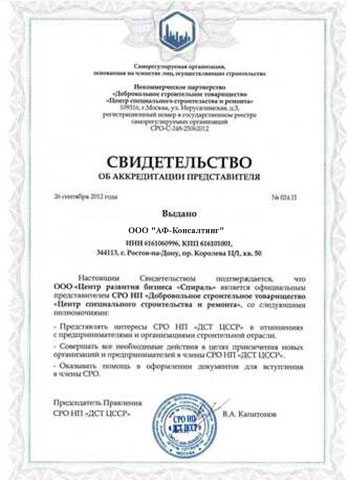 Саморегулируемая организация,
основанная на членстве лиц, осуществляющих строительство
Некоммерческое партнерство
«Добровольное строительное товарищество
«Центр специального строительства и ремонта»
109316, г.Москва, ул. Иерусалимская, д.3,
регистрационный номер в государственном реестре
саморегулируемых организаций
СРО-С-248-23082012
СВИДЕТЕЛЬСТВО
ОБ АККРЕДИТАЦИИ ПРЕДСТАВИТЕЛЯ
26 сентября 2012 года № 024.П
Выдано
ООО "АФ-Консалтинг"
ИНН 6161060996, КПП 616101001,
344113, г. Ростов-на-Дону, пр. Королева 1Ц/1, кв. 50
Настоящим Свидетельством подтверждается, что
ООО «Центр развития бизнеса «Спираль» является официальным
представителем СРО НП «Добровольное строительное товарищество
«Центр специального строительства и ремонта», со следующими
полномочиями:
- Представлять интересы СРО НП «ДСТ ЦССР» в отношениях
с предпринимателями и организациями строительной отрасли.
- Совершать все необходимые действия в целях привлечения новых
организаций и предпринимателей в члены СРО НП «ДСТ ЦССР».
- Оказывать помощь в оформлении документов для вступления
в члены СРО.
Председатель Правления
СРО НП «ДСТ ЦССР» В.А. Капитонов
СРО НП
«ДСТ ЦССР»
МОСКВА